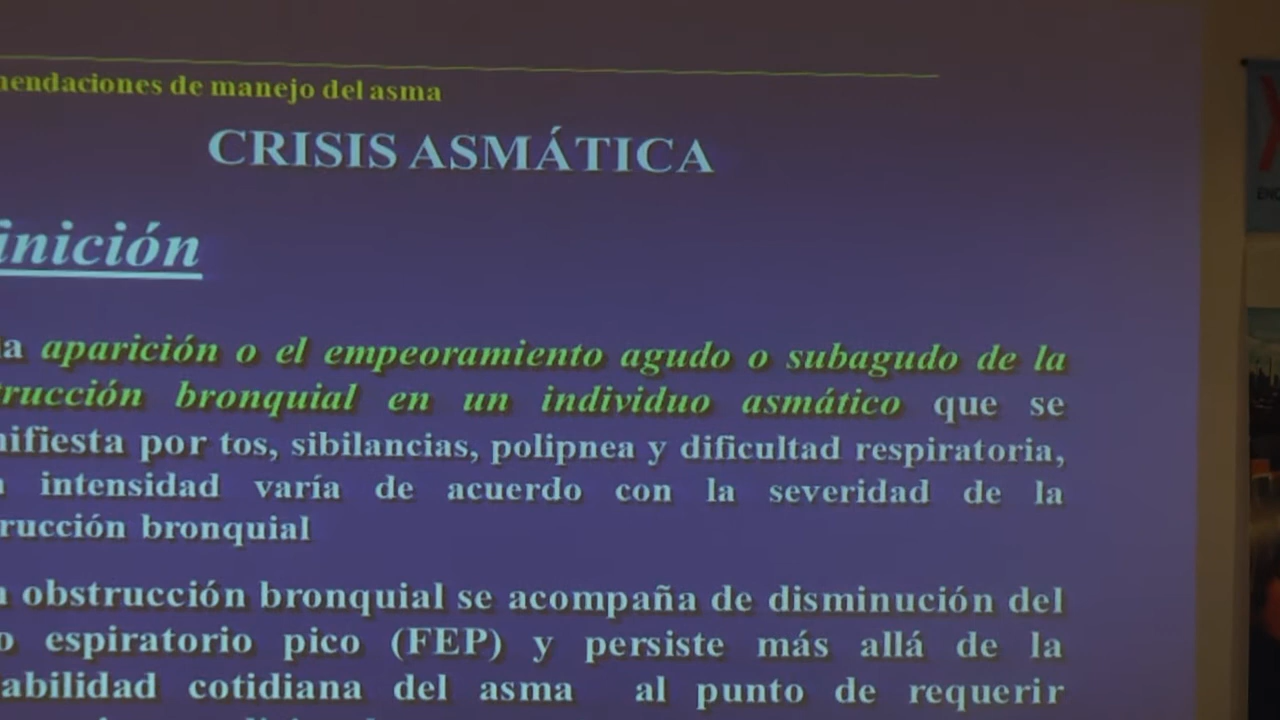 mendaciones de manejo del asma
CRISIS ASMÁTICA
inición
la aparición o el empeoramiento agudo o subagudo de la
trucción bronquial en un individuo asmático que se
nifiesta por tos, sibilancias, polipnea y dificultad respiratoria,
intensidad varía de acuerdo con la severidad de la
rucción bronquial
obstrucción bronquial se acompaña de disminución del
o espiratorio pico (FEP) y persiste más allá de la
abilidad cotidiana del asma al punto de requerir